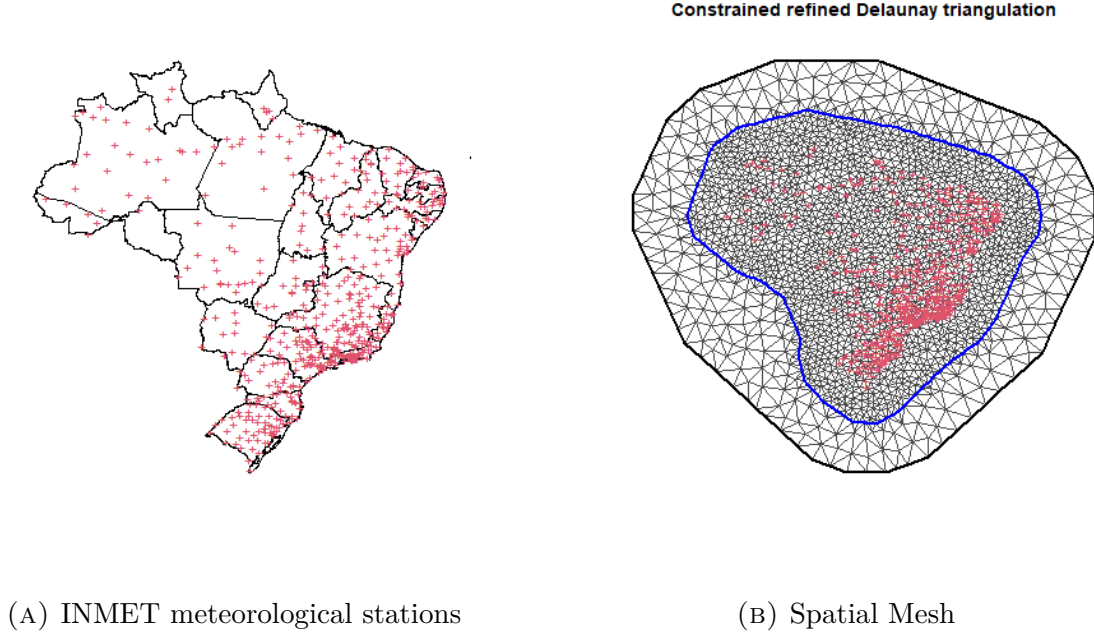 Constrained refined Delaunay triangulation
(A) INMET meteorological stations
(B) Spatial Mesh